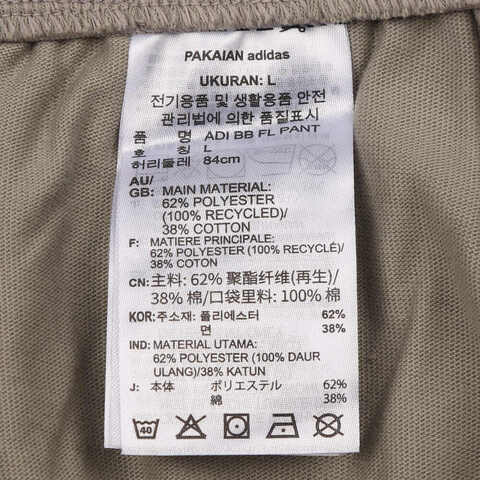 PAKAIAN adidas
UKURAN: L
전기용품 및 생활용품 안전
관리법에 의한 품질표시
품 명 ADI BB FL PANT
호 칭 L
허리둘레 84cm
AU/
GB: MAIN MATERIAL:
62% POLYESTER
(100% RECYCLED)/
38% COTTON
F: MATIERE PRINCIPALE:
62% POLYESTER (100% RECYCLÉ)/
38% COTON
CN: 主料: 62% 聚酯纤维(再生)/
38% 棉/口袋里料: 100% 棉
KOR: 주소재: 폴리에스터 62%
면 38%
IND: MATERIAL UTAMA:
62% POLYESTER (100% DAUR
ULANG)/38% KATUN
J: 本体 ポリエステル 62%
綿 38%
40